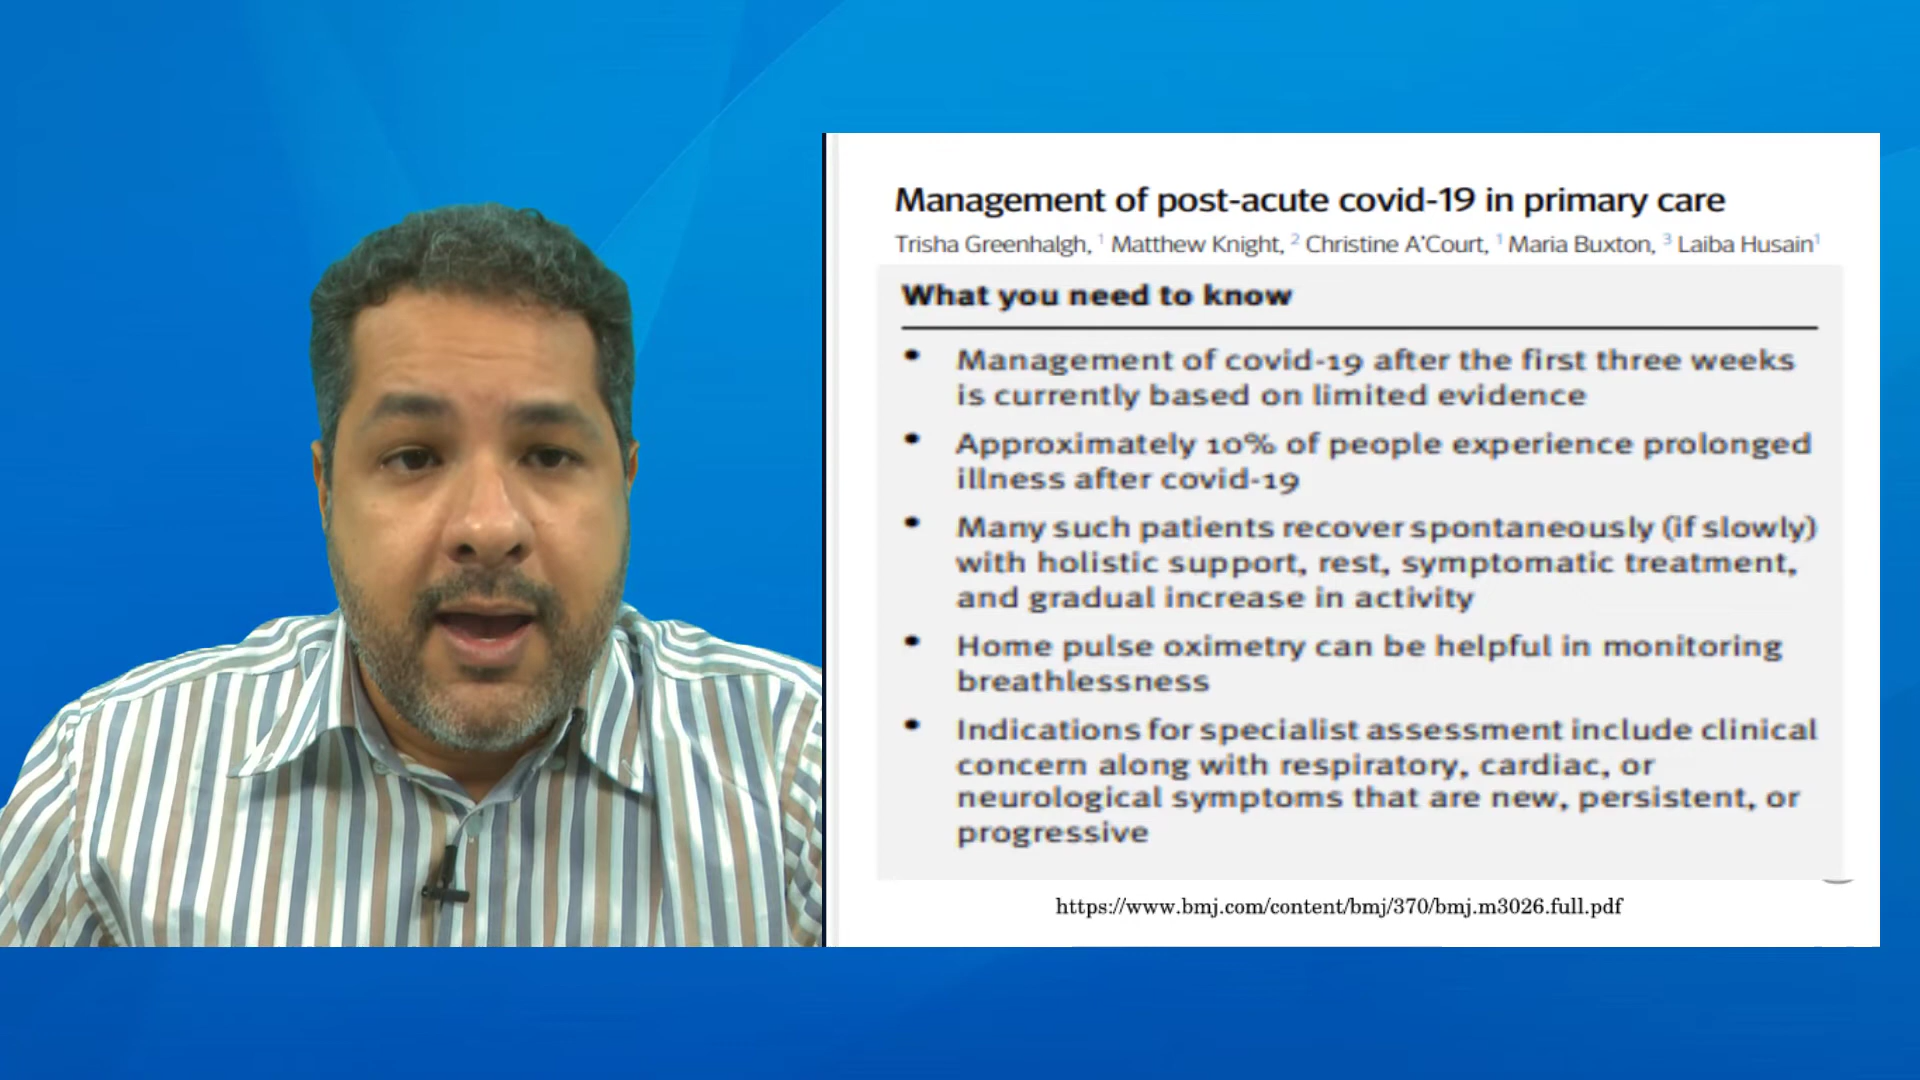 Management of post-acute covid-19 in primary care
Trisha Greenhalgh, 1 Matthew Knight, 2 Christine A'Court, 1 Maria Buxton, 3 Laiba Husain1
What you need to know
• Management of covid-19 after the first three weeks
is currently based on limited evidence
• Approximately 10% of people experience prolonged
illness after covid-19
• Many such patients recover spontaneously (if slowly)
with holistic support, rest, symptomatic treatment,
and gradual increase in activity
• Home pulse oximetry can be helpful in monitoring
breathlessness
• Indications for specialist assessment include clinical
concern along with respiratory, cardiac, or
neurological symptoms that are new, persistent, or
progressive
https://www.bmj.com/content/bmj/370/bmj.m3026.full.pdf